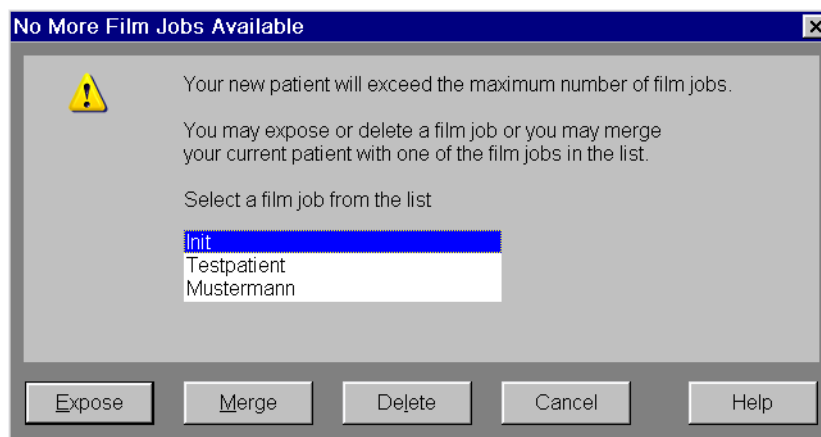 No More Film Jobs Available
Your new patient will exceed the maximum number of film jobs.
You may expose or delete a film job or you may merge
your current patient with one of the film jobs in the list.
Select a film job from the list
Init
Testpatient
Mustermann
Expose Merge Delete Cancel Help